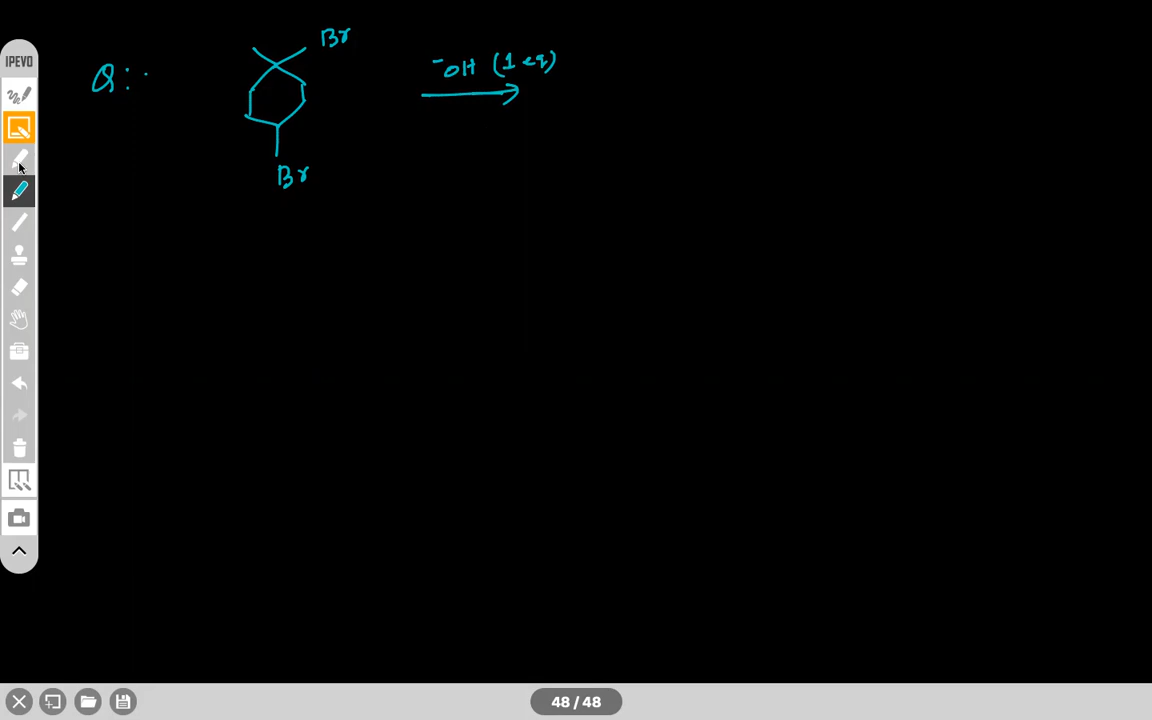 Br
Q:
⁻OH (1 eq)
IPEVO
Br
48 / 48